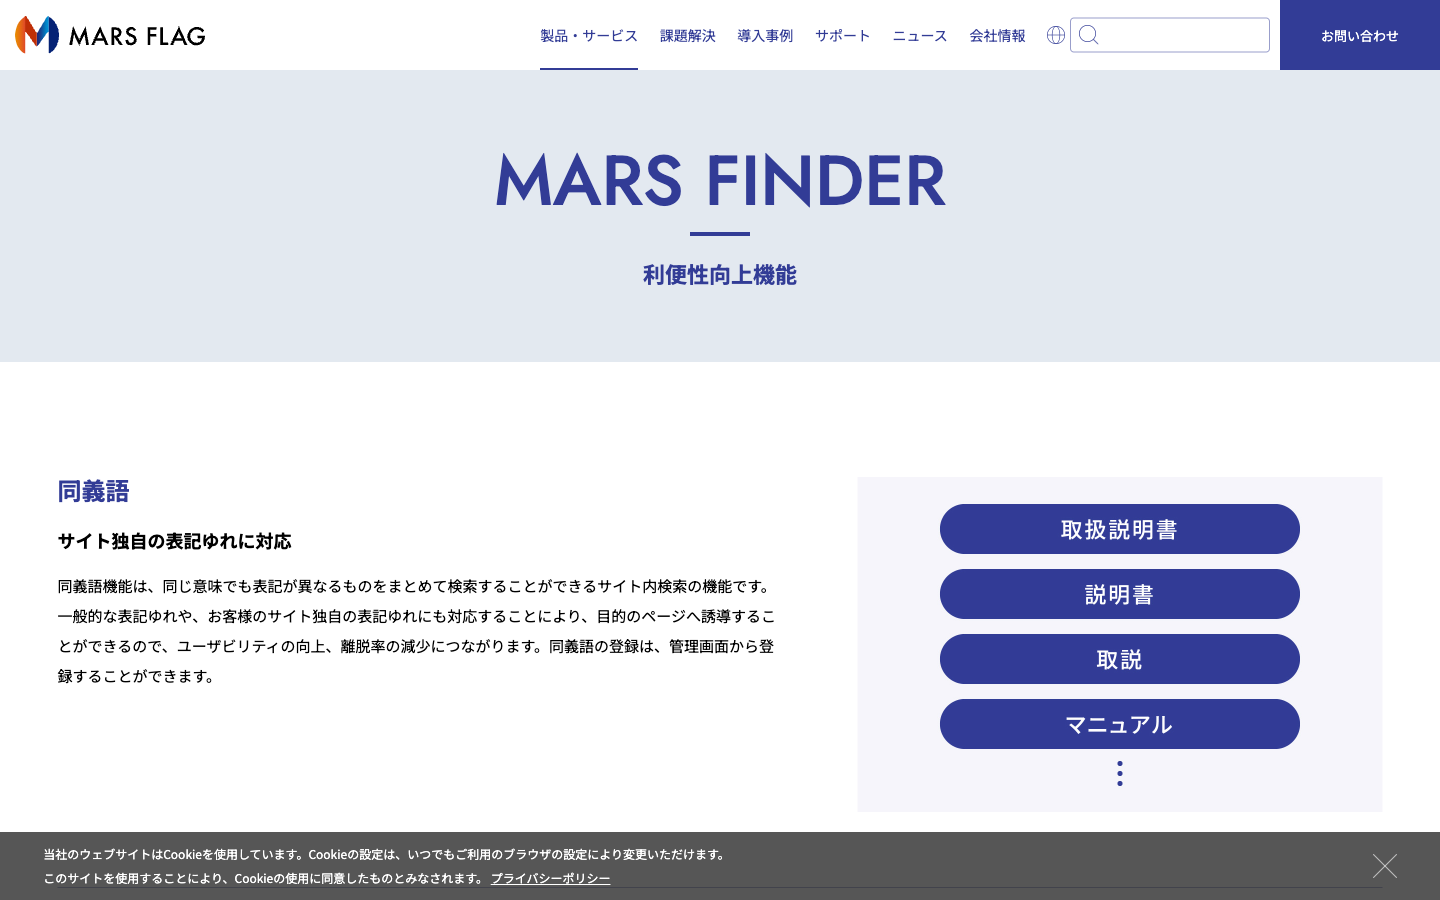 MARS FLAG
製品・サービス 課題解決 導入事例 サポート ニュース 会社情報
お問い合わせ
MARS FINDER
利便性向上機能
同義語
サイト独自の表記ゆれに対応
同義語機能は、同じ意味でも表記が異なるものをまとめて検索することができるサイト内検索の機能です。
一般的な表記ゆれや、お客様のサイト独自の表記ゆれにも対応することにより、目的のページへ誘導するこ
とができるので、ユーザビリティの向上、離脱率の減少につながります。同義語の登録は、管理画面から登
録することができます。
取扱説明書
説明書
取説
マニュアル
当社のウェブサイトはCookieを使用しています。Cookieの設定は、いつでもご利用のブラウザの設定により変更いただけます。
このサイトを使用することにより、Cookieの使用に同意したものとみなされます。 プライバシーポリシー